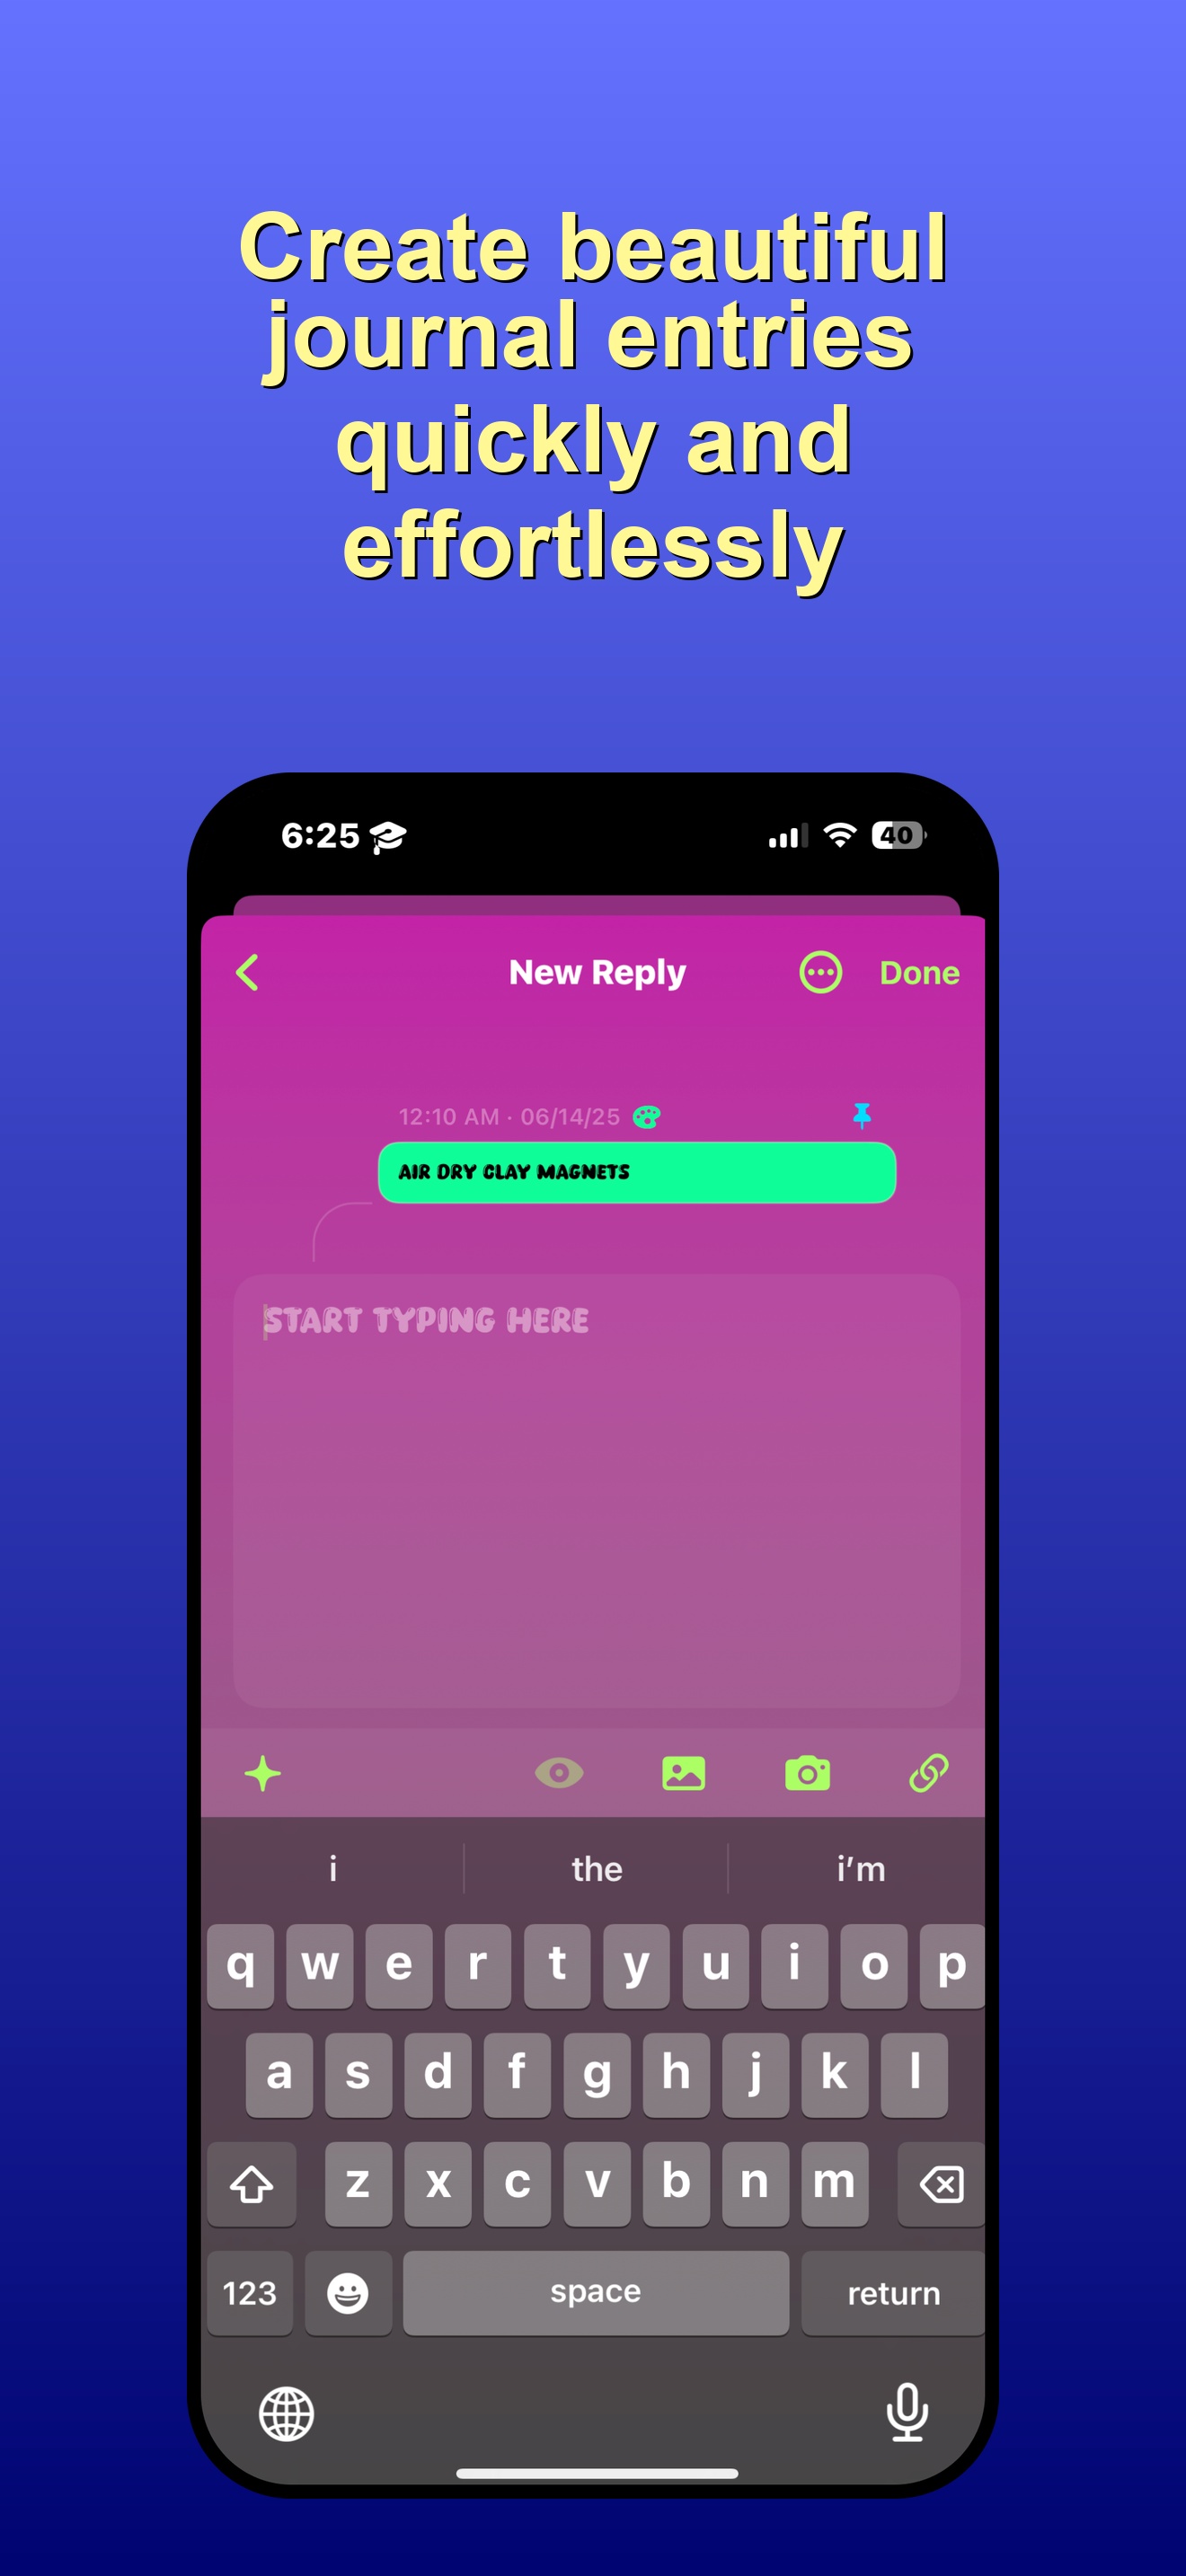 Create beautiful
journal entries
quickly and
effortlessly
6:25
40
New Reply
Done
12:10 AM · 06/14/25
AIR DRY CLAY MAGNETS
START TYPING HERE
i the i’m
q w e r t y u i o p
a s d f g h j k l
z x c v b n m
123 space return